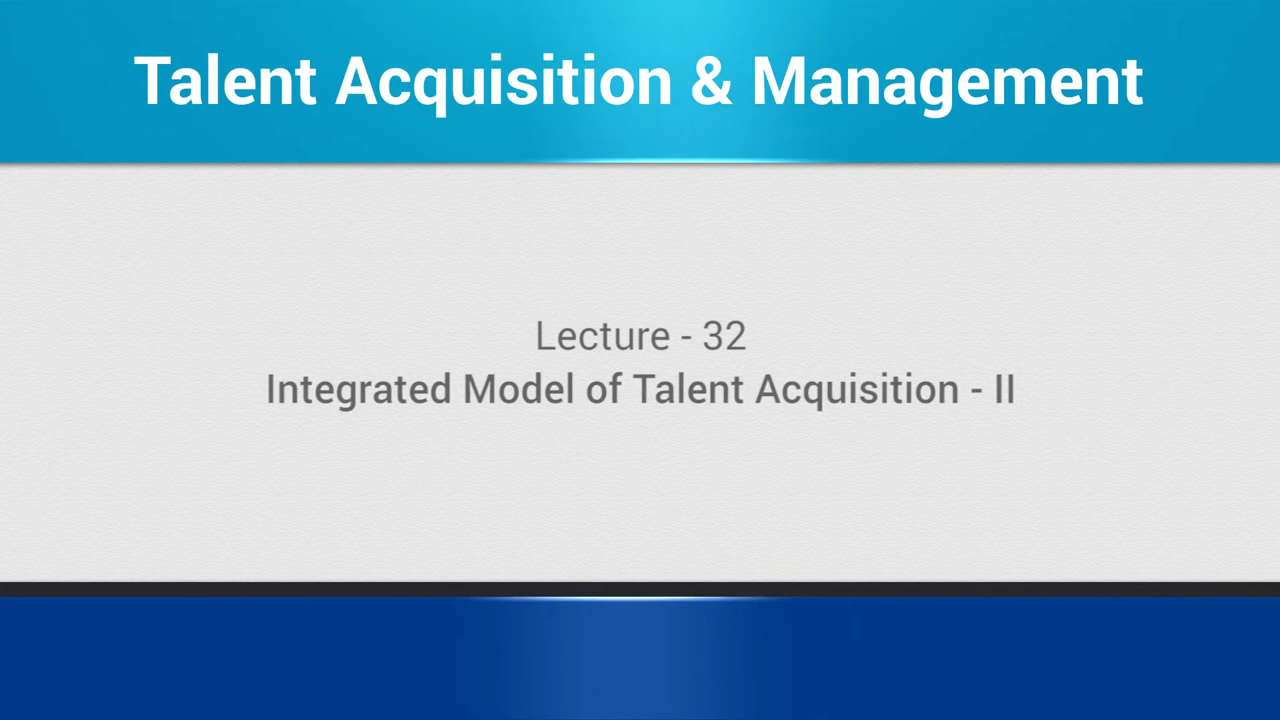 Talent Acquisition & Management
Lecture - 32
Integrated Model of Talent Acquisition - II